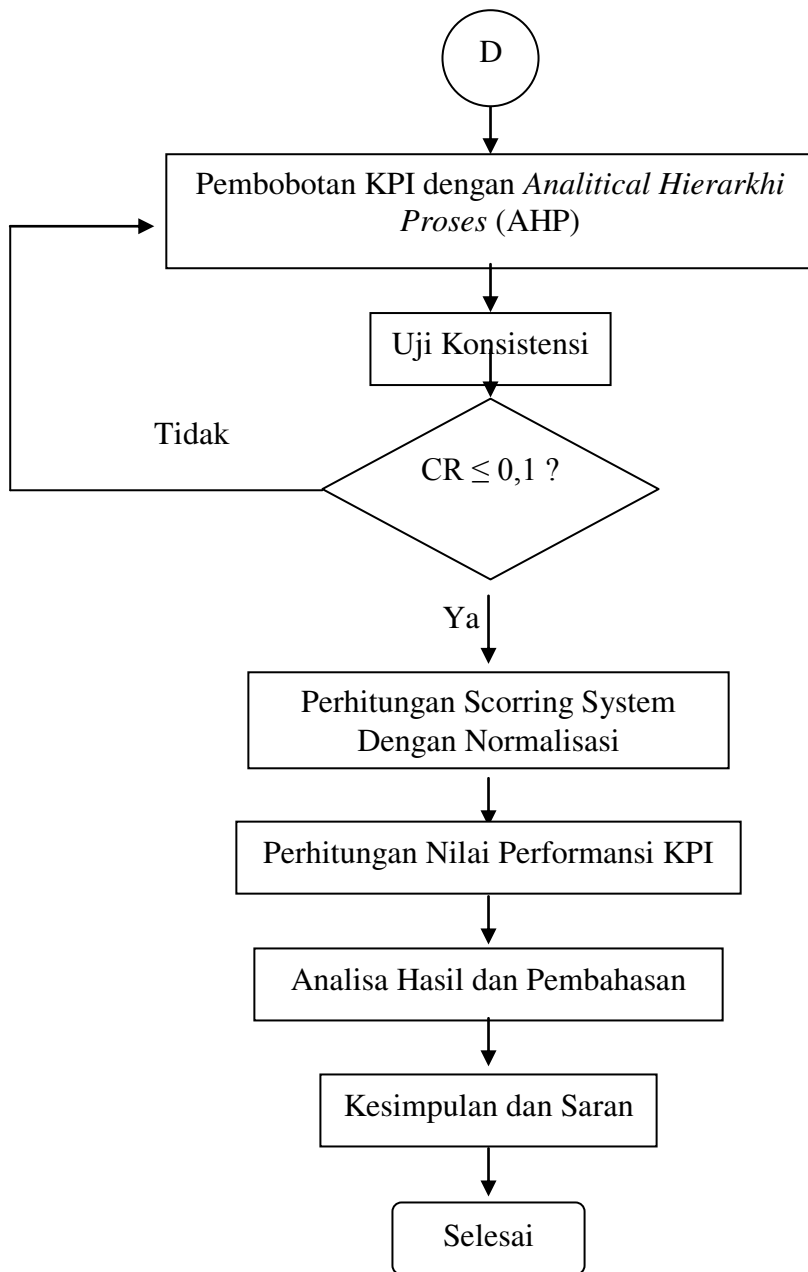 D
Pembobotan KPI dengan Analitical Hierarkhi
Proses (AHP)
Uji Konsistensi
Tidak
CR ≤ 0,1 ?
Ya
Perhitungan Scorring System
Dengan Normalisasi
Perhitungan Nilai Performansi KPI
Analisa Hasil dan Pembahasan
Kesimpulan dan Saran
Selesai